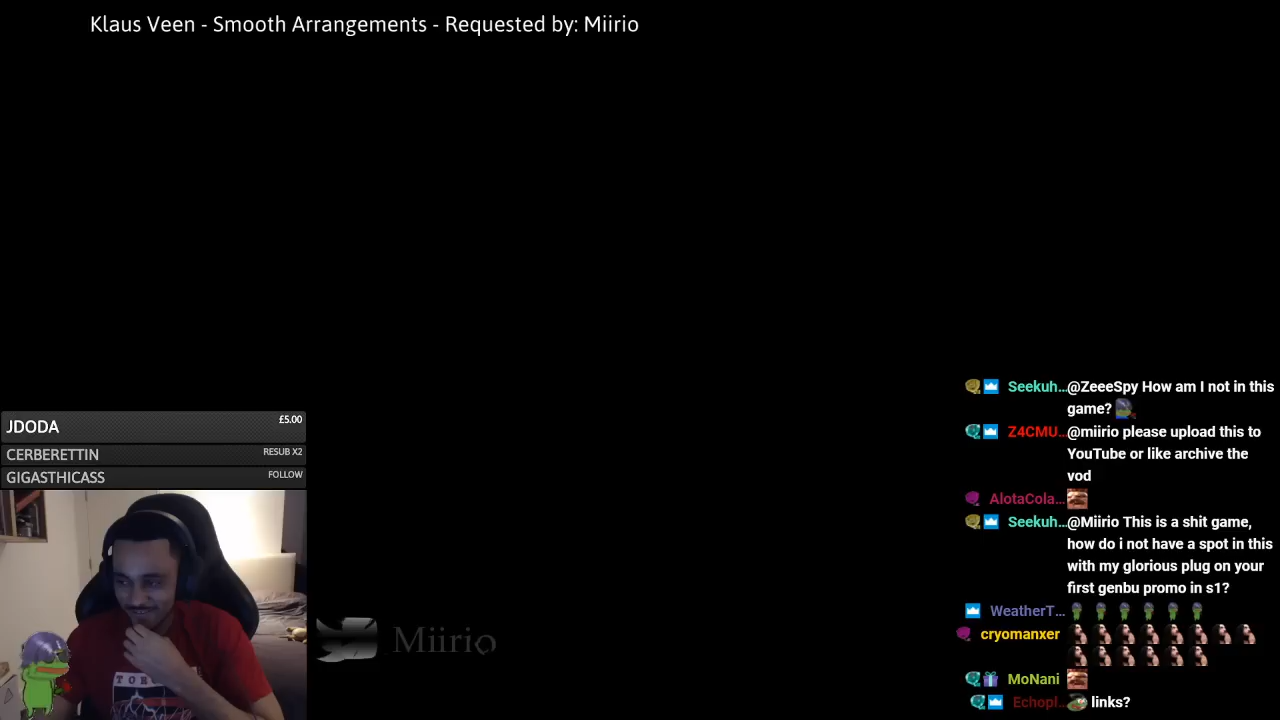 Klaus Veen - Smooth Arrangements - Requested by: Miirio
JDODA £5.00
CERBERETTIN RESUB X2
GIGASTHICASS FOLLOW
TORO
Miirio
Seekuh… @ZeeeSpy How am I not in this
game?
Z4CMU… @miirio please upload this to
YouTube or like archive the
vod
AlotaCola…
Seekuh… @Miirio This is a shit game,
how do i not have a spot in this
with my glorious plug on your
first genbu promo in s1?
WeatherT…
cryomanxer
MoNani
Echopl… links?